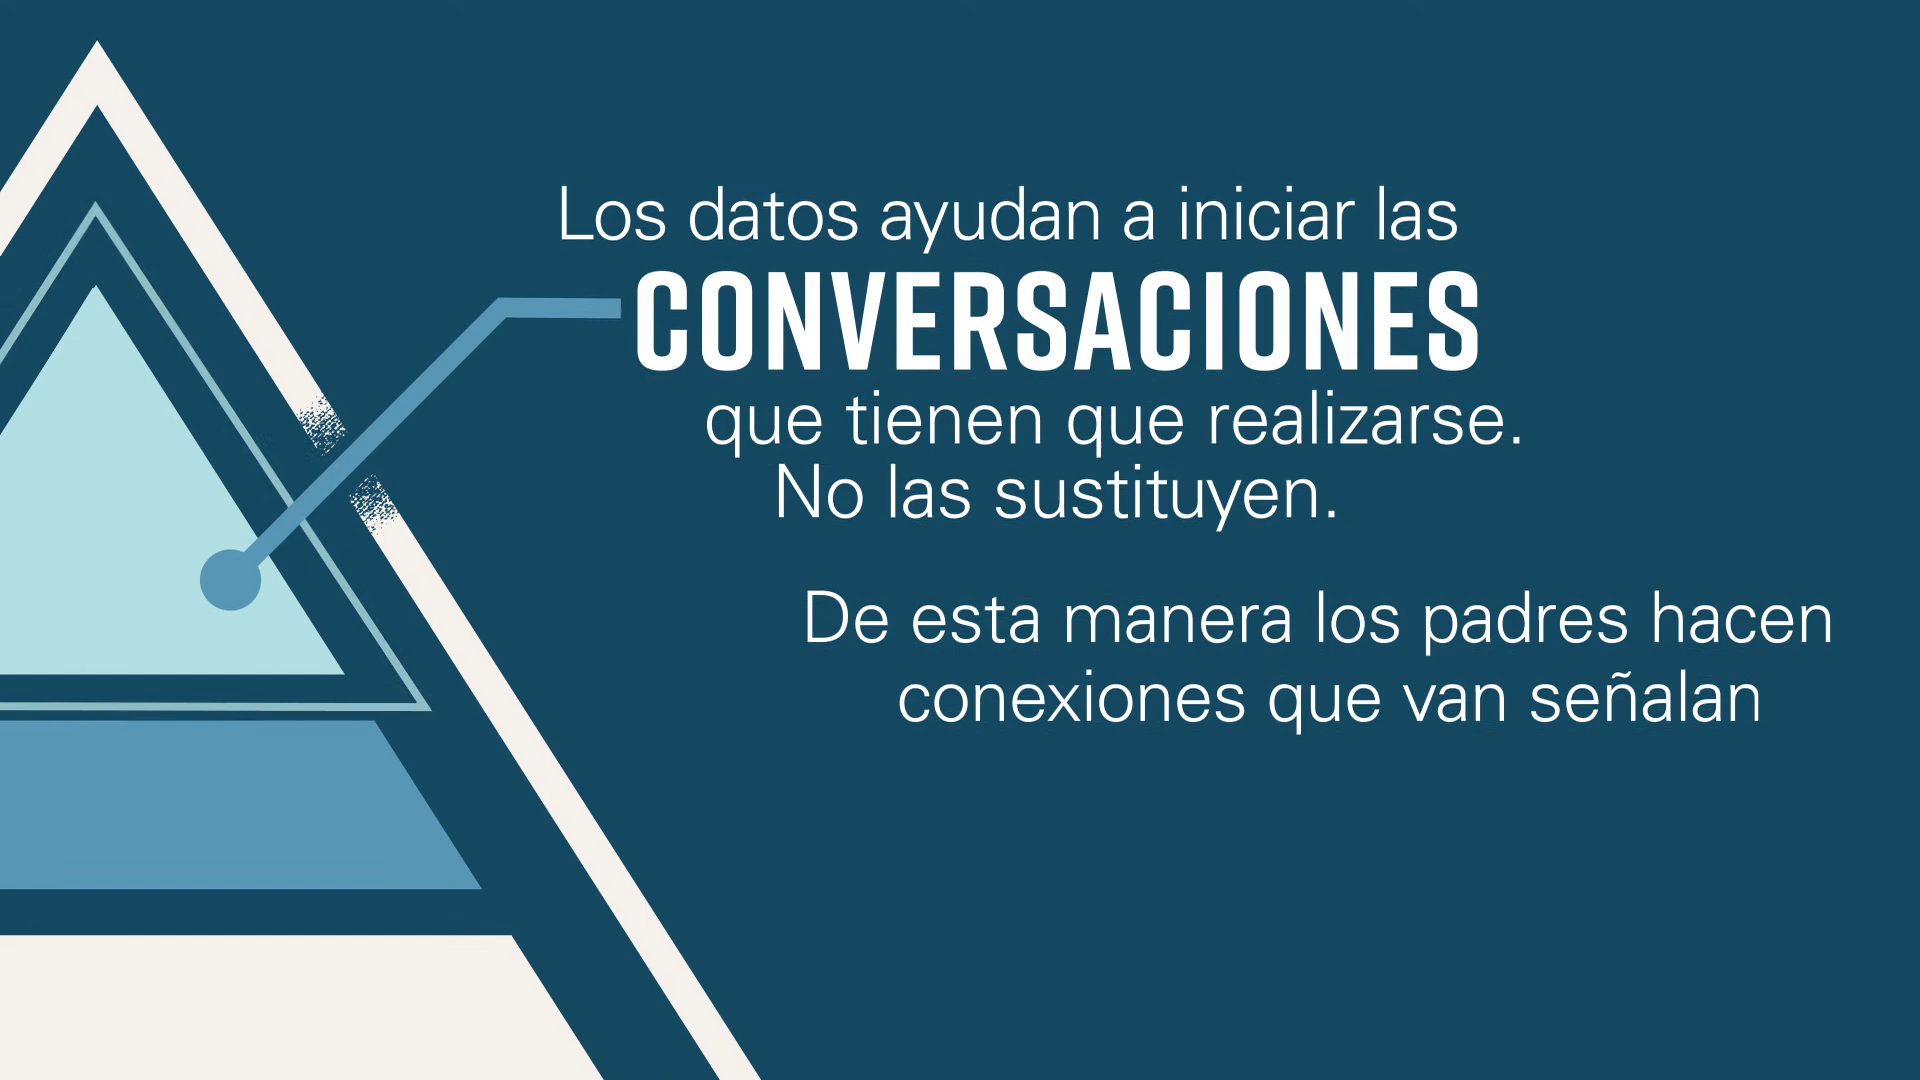 Los datos ayudan a iniciar las
CONVERSACIONES
que tienen que realizarse.
No las sustituyen.
De esta manera los padres hacen
conexiones que van señalan